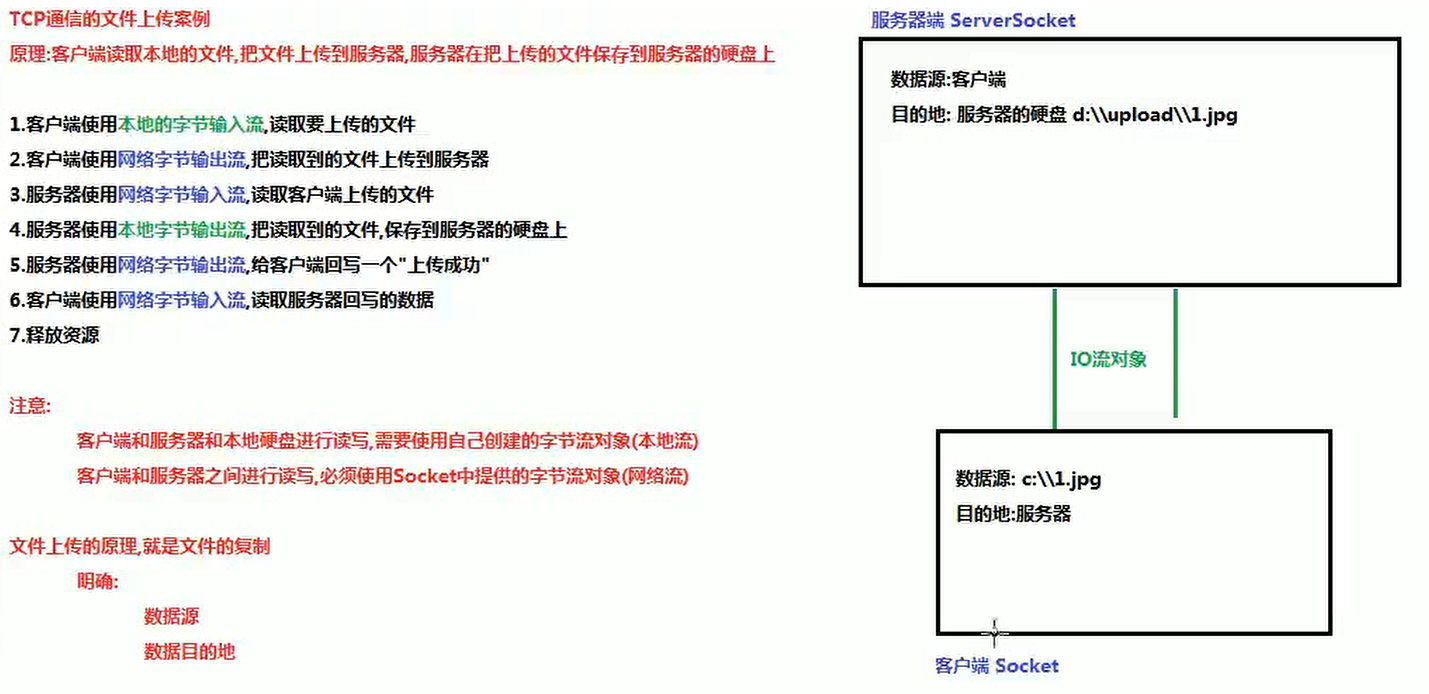 TCP通信的文件上传案例
原理:客户端读取本地的文件,把文件上传到服务器,服务器在把上传的文件保存到服务器的硬盘上
1.客户端使用本地的字节输入流,读取要上传的文件
2.客户端使用网络字节输出流,把读取到的文件上传到服务器
3.服务器使用网络字节输入流,读取客户端上传的文件
4.服务器使用本地字节输出流,把读取到的文件,保存到服务器的硬盘上
5.服务器使用网络字节输出流,给客户端回写一个"上传成功"
6.客户端使用网络字节输入流,读取服务器回写的数据
7.释放资源
注意:
客户端和服务器和本地硬盘进行读写,需要使用自己创建的字节流对象(本地流)
客户端和服务器之间进行读写,必须使用Socket中提供的字节流对象(网络流)
文件上传的原理,就是文件的复制
明确:
数据源
数据目的地
服务器端 ServerSocket
数据源:客户端
目的地: 服务器的硬盘 d:\\upload\\1.jpg
IO流对象
数据源: c:\\1.jpg
目的地:服务器
客户端 Socket